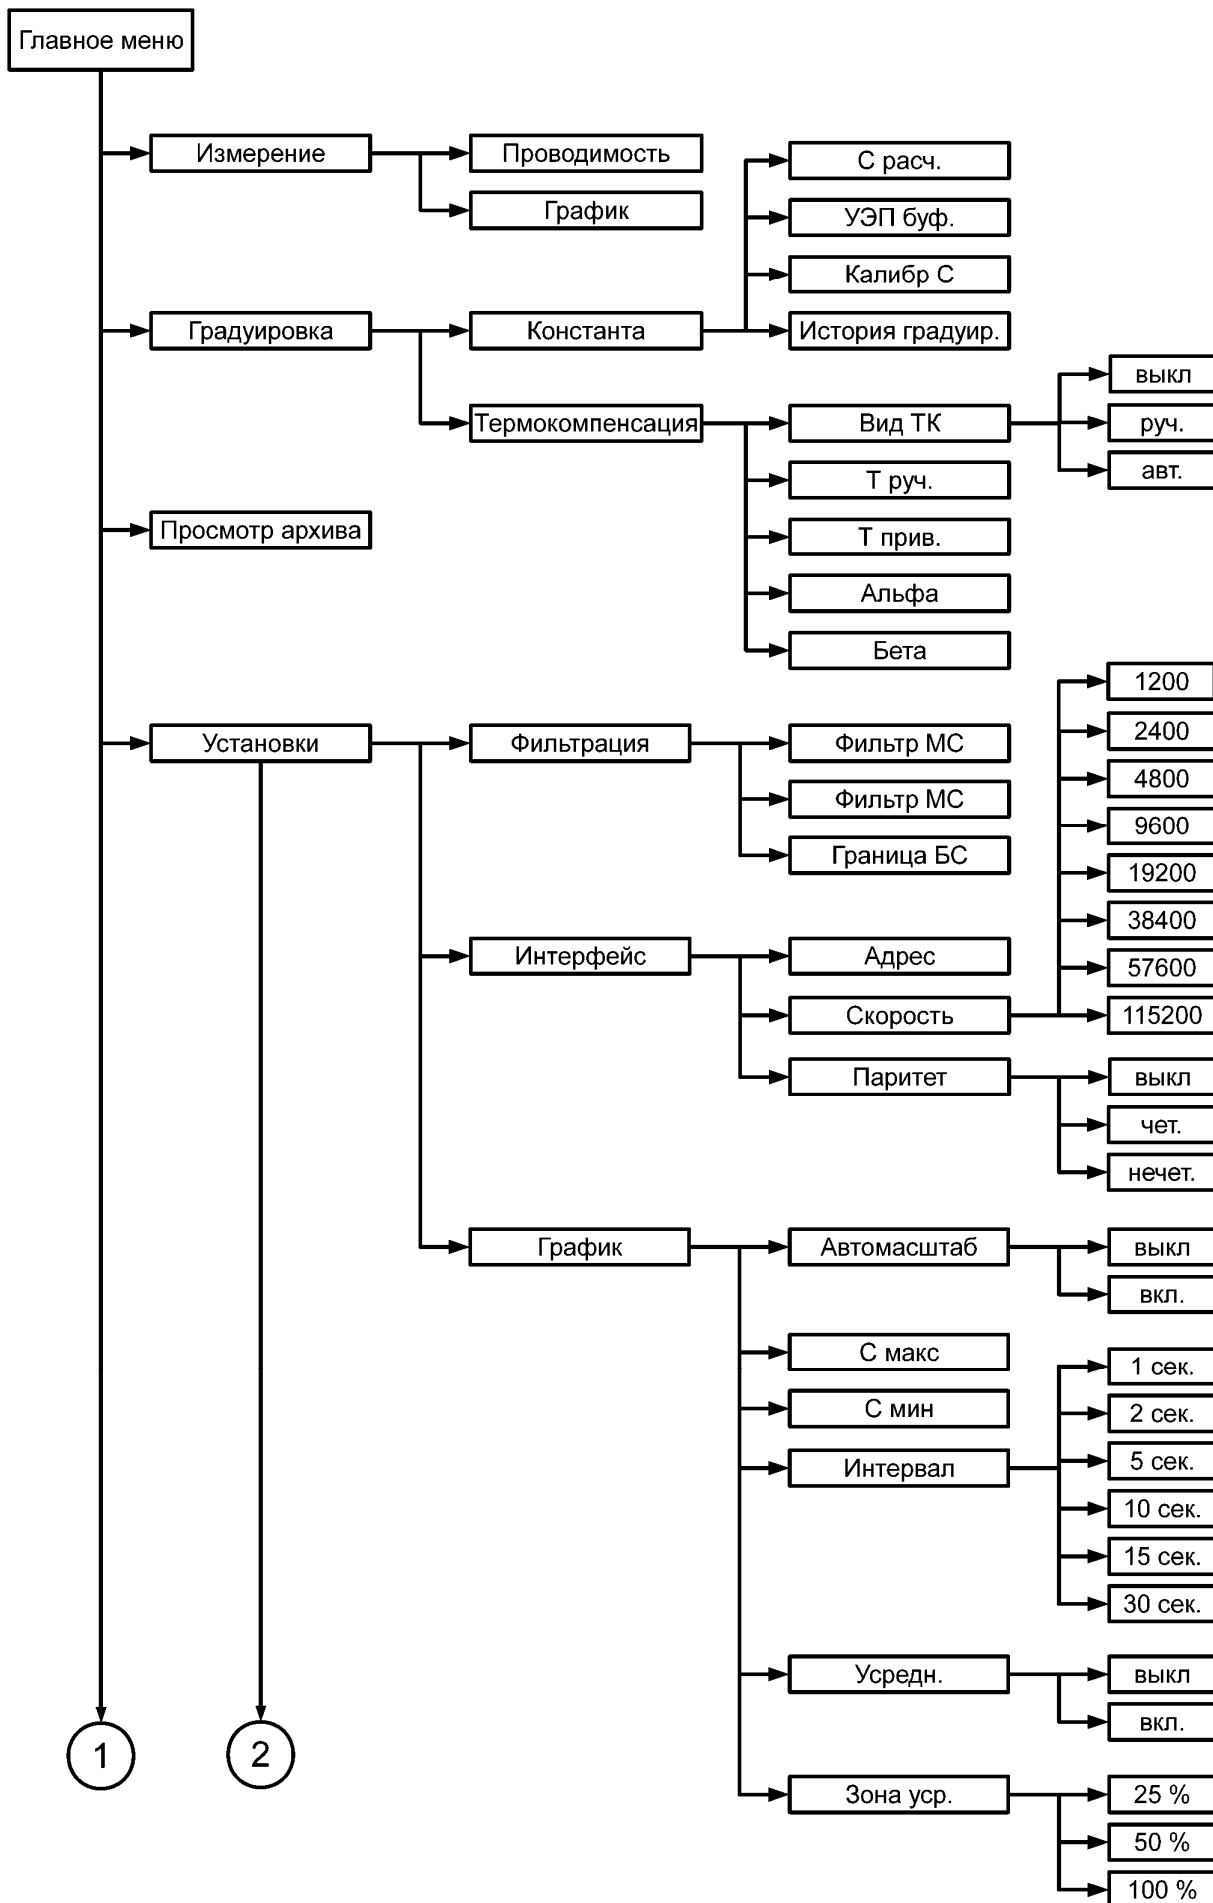 Главное меню
Измерение
Проводимость
График
Градуировка
Константа
С расч.
УЭП буф.
Калибр С
История градуир.
Термокомпенсация
Вид ТК
выкл
руч.
авт.
Т руч.
Т прив.
Альфа
Бета
Просмотр архива
Установки
Фильтрация
Фильтр МС
Фильтр МС
Граница БС
Интерфейс
Адрес
Скорость
1200
2400
4800
9600
19200
38400
57600
115200
Паритет
выкл
чет.
нечет.
График
Автомасштаб
выкл
вкл.
С макс
С мин
Интервал
1 сек.
2 сек.
5 сек.
10 сек.
15 сек.
30 сек.
Усредн.
выкл
вкл.
Зона уср.
25 %
50 %
100 %
1
2